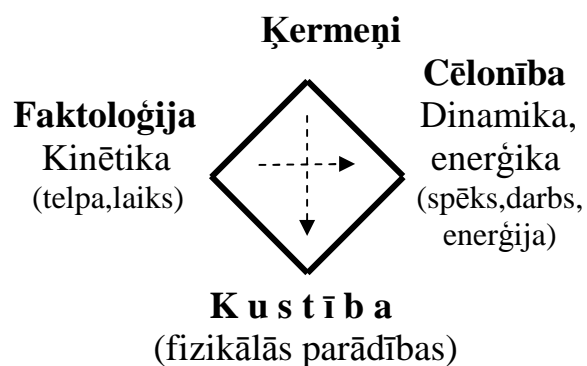 Ķermeņi
Faktoloģija
Kinētika
(telpa,laiks)
Cēlonība
Dinamika,
enerģika
(spēks,darbs,
enerģija)
K u s t ī b a
(fizikālās parādības)